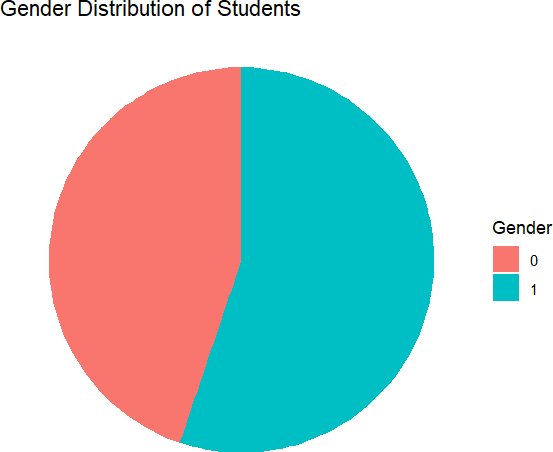 Gender Distribution of Students
Gender
0
1